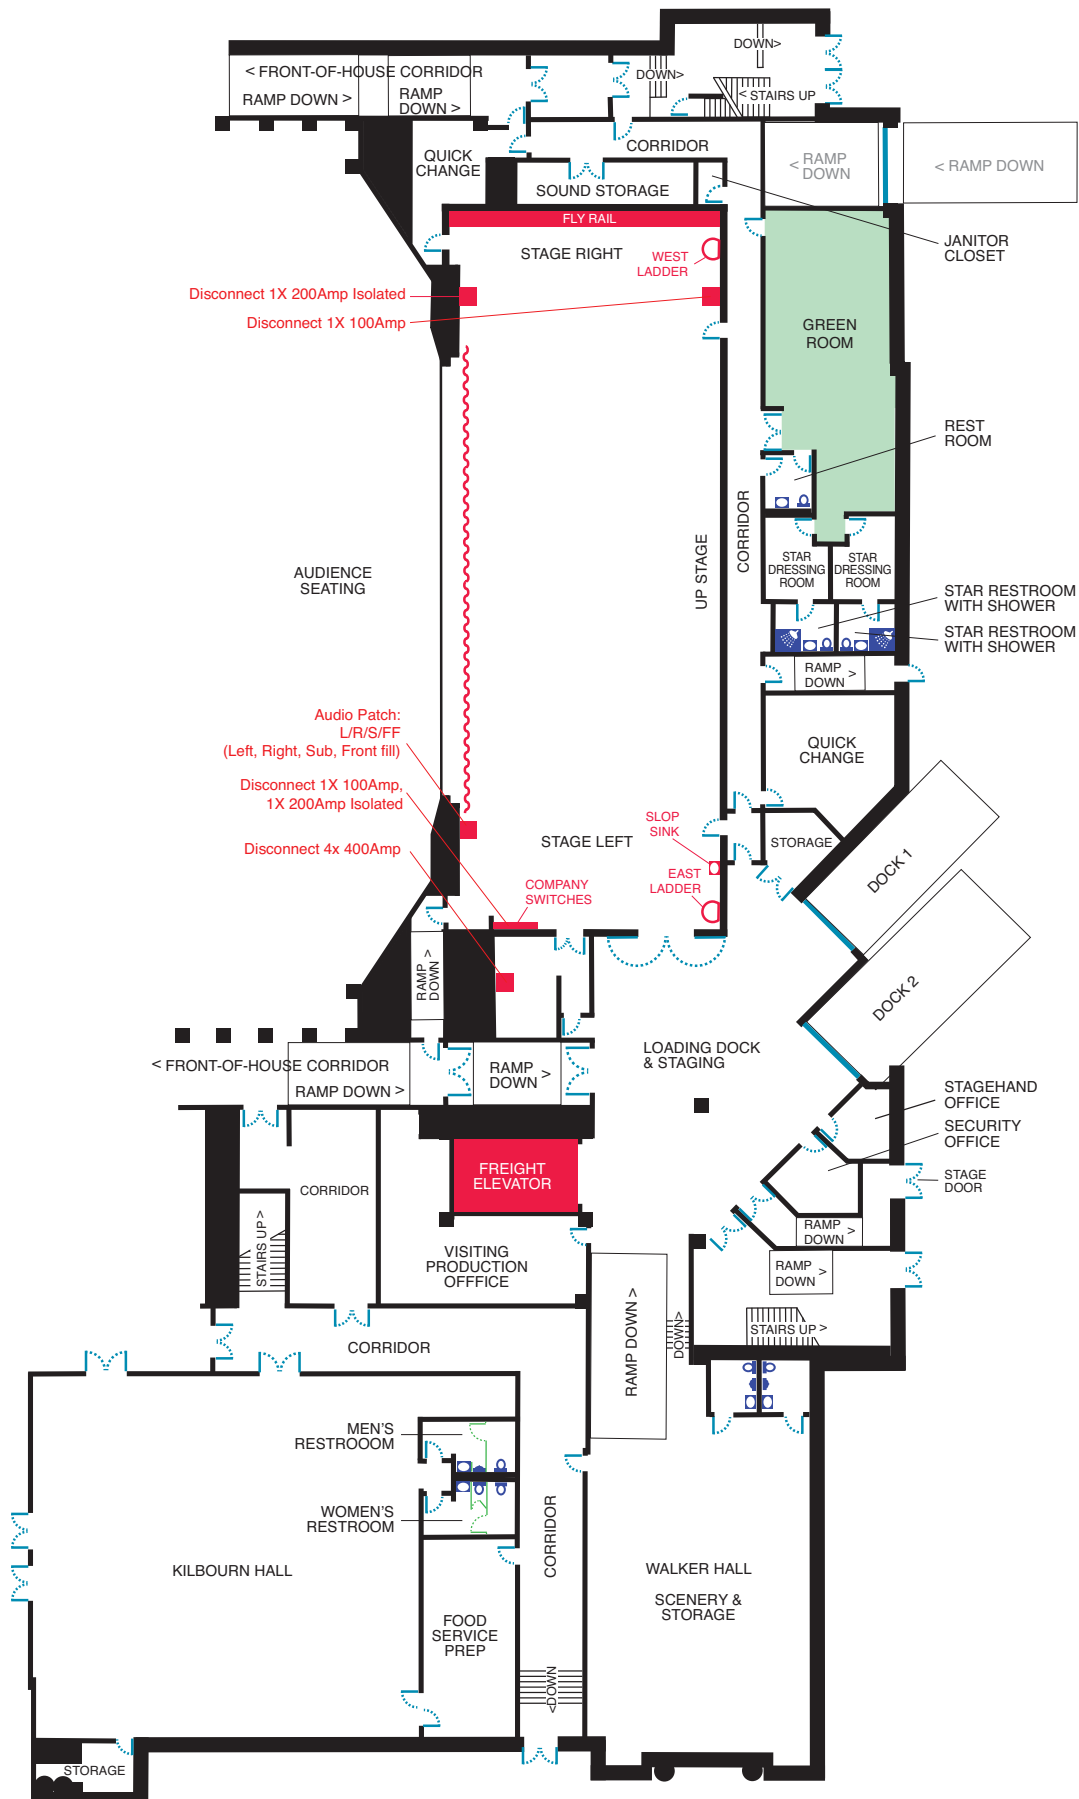 DOWN>
< FRONT-OF-HOUSE CORRIDOR
DOWN>
RAMP DOWN >
RAMP
DOWN >
< STAIRS UP
QUICK
CHANGE
CORRIDOR
< RAMP
DOWN
< RAMP DOWN
SOUND STORAGE
FLY RAIL
STAGE RIGHT
WEST
LADDER
JANITOR
CLOSET
Disconnect 1X 200Amp Isolated
Disconnect 1X 100Amp
GREEN
ROOM
REST
ROOM
CORRIDOR
UP STAGE
AUDIENCE
SEATING
STAR
DRESSING
ROOM
STAR
DRESSING
ROOM
STAR RESTROOM
WITH SHOWER
STAR RESTROOM
WITH SHOWER
RAMP >
DOWN
Audio Patch:
L/R/S/FF
(Left, Right, Sub, Front fill)
QUICK
CHANGE
Disconnect 1X 100Amp,
1X 200Amp Isolated
SLOP
SINK
STAGE LEFT
STORAGE
Disconnect 4x 400Amp
DOCK 1
COMPANY
SWITCHES
EAST
LADDER
RAMP >
DOWN
DOCK 2
LOADING DOCK
& STAGING
< FRONT-OF-HOUSE CORRIDOR
RAMP DOWN >
RAMP
DOWN >
STAGEHAND
OFFICE
SECURITY
OFFICE
FREIGHT
ELEVATOR
STAGE
DOOR
CORRIDOR
STAIRS UP >
RAMP
DOWN >
VISITING
PRODUCTION
OFFFICE
RAMP >
DOWN
RAMP DOWN >
DOWN >
STAIRS UP >
CORRIDOR
MEN'S
RESTROOOM
WOMEN'S
RESTROOM
CORRIDOR
KILBOURN HALL
WALKER HALL
SCENERY &
STORAGE
FOOD
SERVICE
PREP
<DOWN
STORAGE